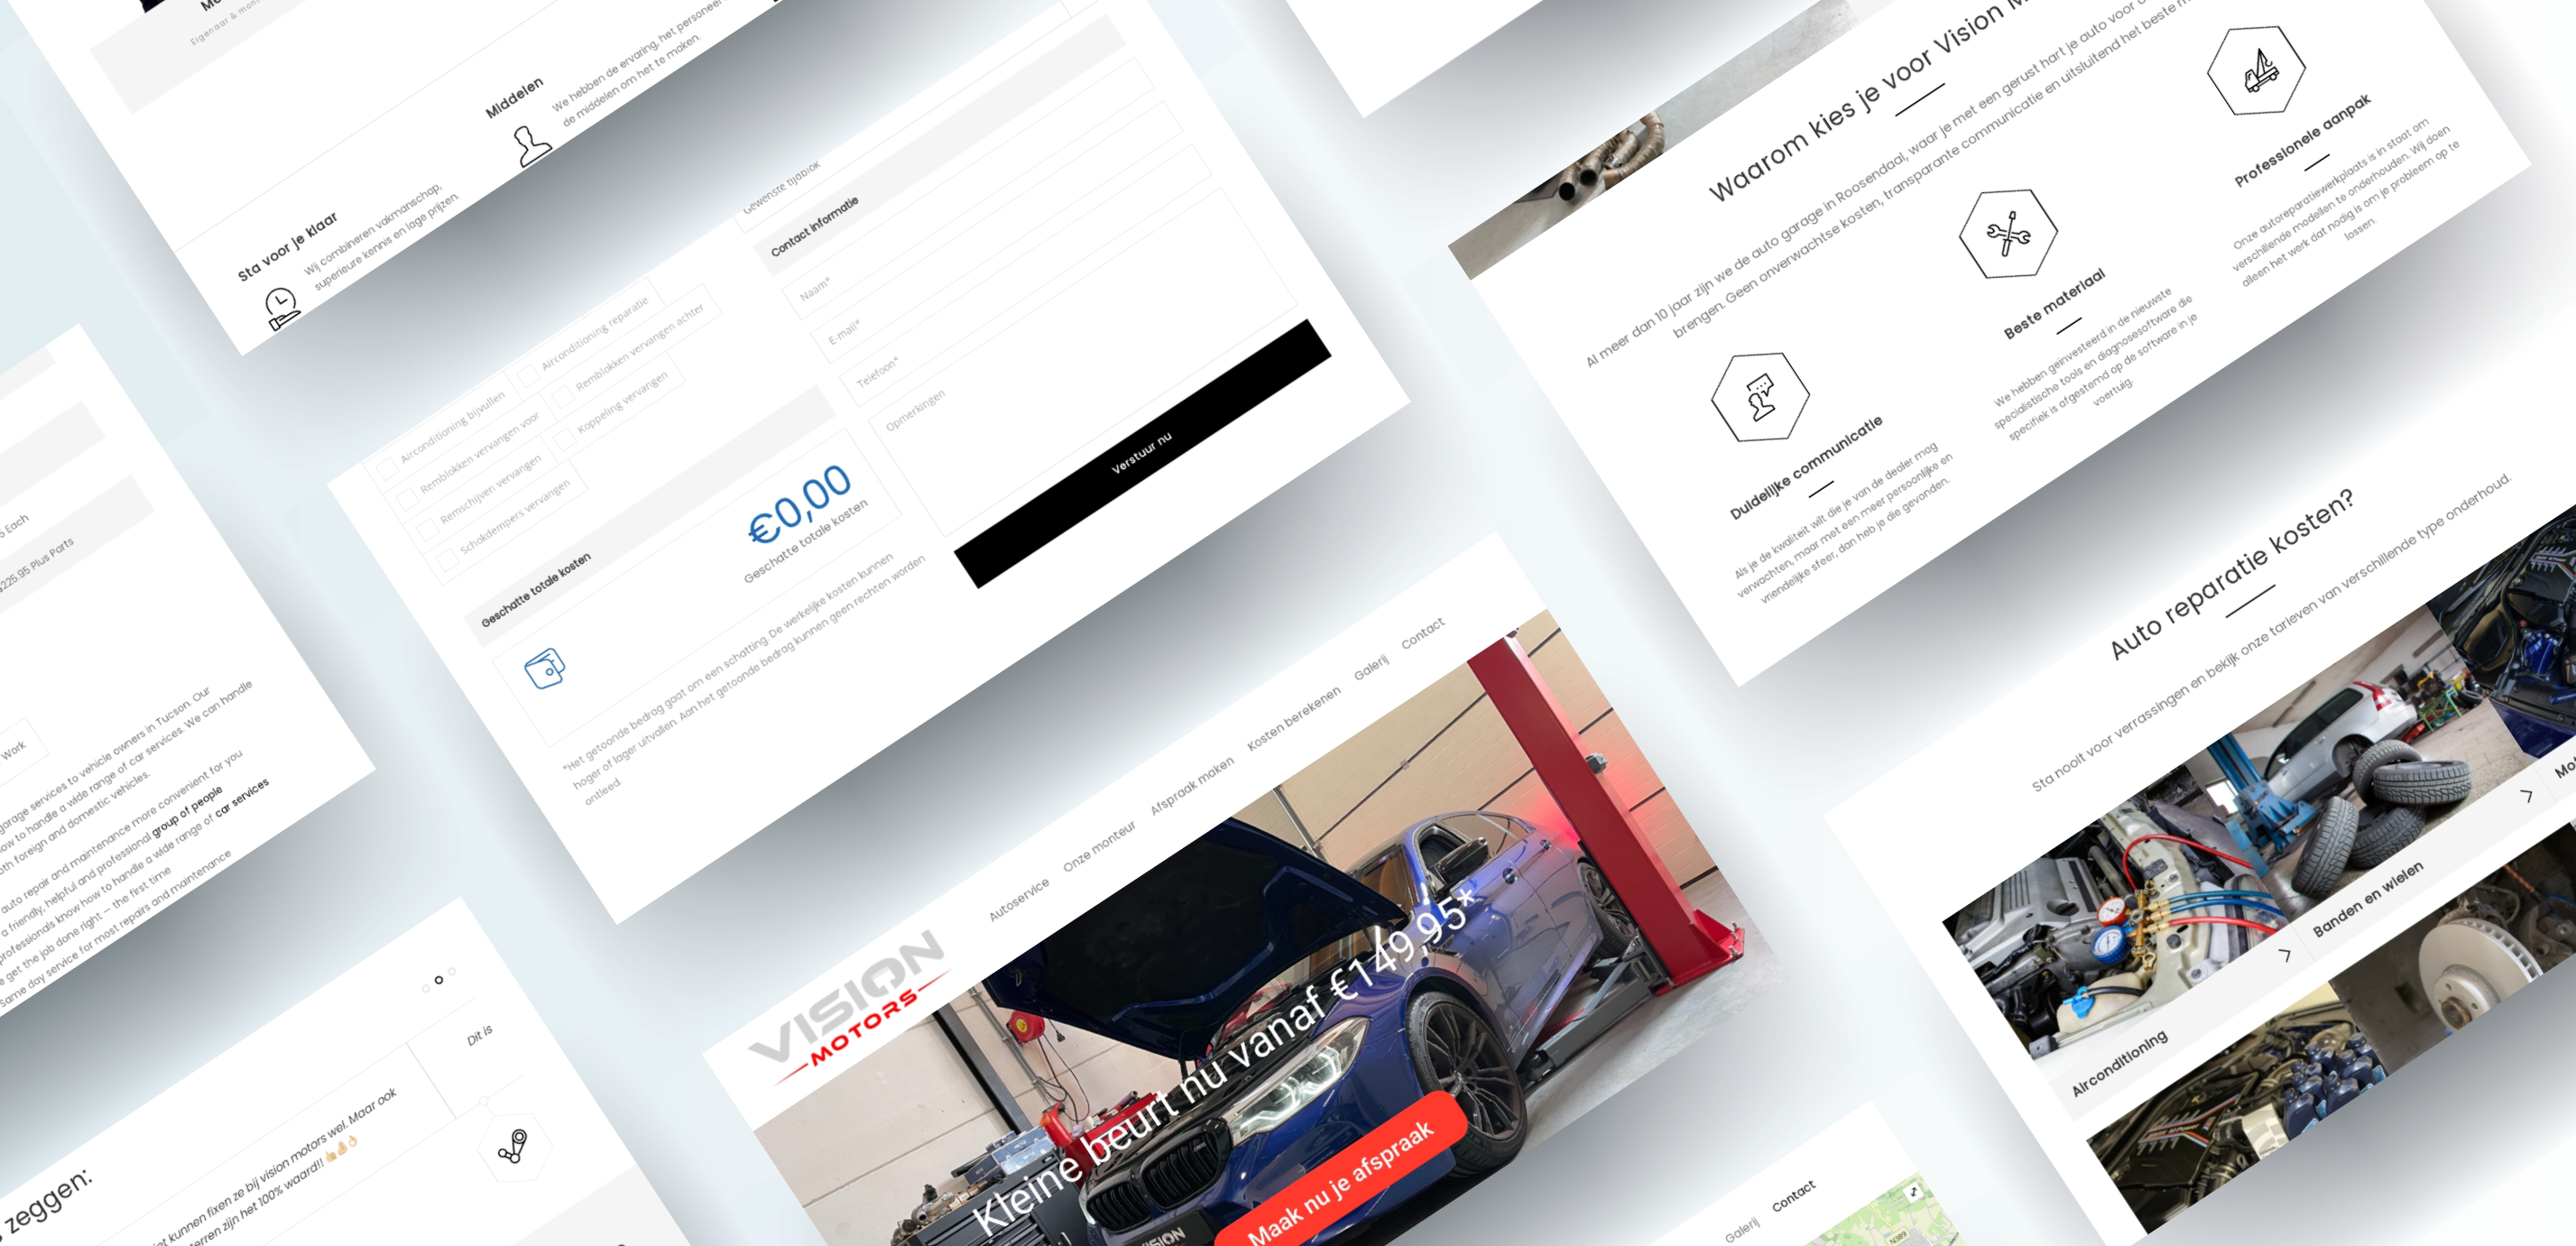 Eigenaar & mont
Middelen
We hebben de ervaring, het personeel
de middelen om het te maken.
Sta voor je klaar
Wij combineren vakmanschap,
superieure kennis en lage prijzen.
Gewenste tijdblok
Contact informatie
Naam*
E-mail*
Telefoon*
Opmerkingen
Verstuur nu
Airconditioning bijvullen
Airconditioning reparatie
Remblokken vervangen voor
Remblokken vervangen achter
Remschijven vervangen
Koppeling vervangen
Schokdempers vervangen
Geschatte totale kosten
€0,00
Geschatte totale kosten
*Het getoonde bedrag gaat om een schatting. De werkelijke kosten kunnen
hoger of lager uitvallen. Aan het getoonde bedrag kunnen geen rechten worden
ontleed.
Waarom kies je voor Vision M
Al meer dan 10 jaar zijn we de auto garage in Roosendaal, waar je met een gerust hart je auto voor o
brengen. Geen onverwachtse kosten, transparante communicatie en uitsluitend het beste m
Duidelijke communicatie
Als je de kwaliteit wilt die je van de dealer mag
verwachten, maar met een meer persoonlijke en
vriendelijke sfeer, dan heb je die gevonden.
Beste materiaal
We hebben geïnvesteerd in de nieuwste
specialistische tools en diagnosesoftware die
specifiek is afgestemd op de software in je
voertuig.
Professionele aanpak
Onze autoreparatiewerkplaats is in staat om
verschillende modellen te onderhouden. Wij doen
alleen het werk dat nodig is om je probleem op te
lossen.
Each
$225.95 Plus Parts
Work
garage services to vehicle owners in Tucson. Our
how to handle a wide range of car services. We can handle
oth foreign and domestic vehicles.
auto repair and maintenance more convenient for you
a friendly, helpful and professional group of people
professionals know how to handle a wide range of car services
get the job done right – the first time
same day service for most repairs and maintenance
zeggen:
et kunnen fixen ze bij vision motors wel. Maar ook
terren zijn het 100% waard!! 👍👍👌
Dit is
VISION
MOTORS
Autoservice
Onze monteur
Afspraak maken
Kosten berekenen
Galerij
Contact
Kleine beurt nu vanaf €149,95*
Maak nu je afspraak
VISION
Auto reparatie kosten?
Sta nooit voor verrassingen en bekijk onze tarieven van verschillende type onderhoud.
Airconditioning
Banden en wielen
Mot
Galerij
Contact
N389